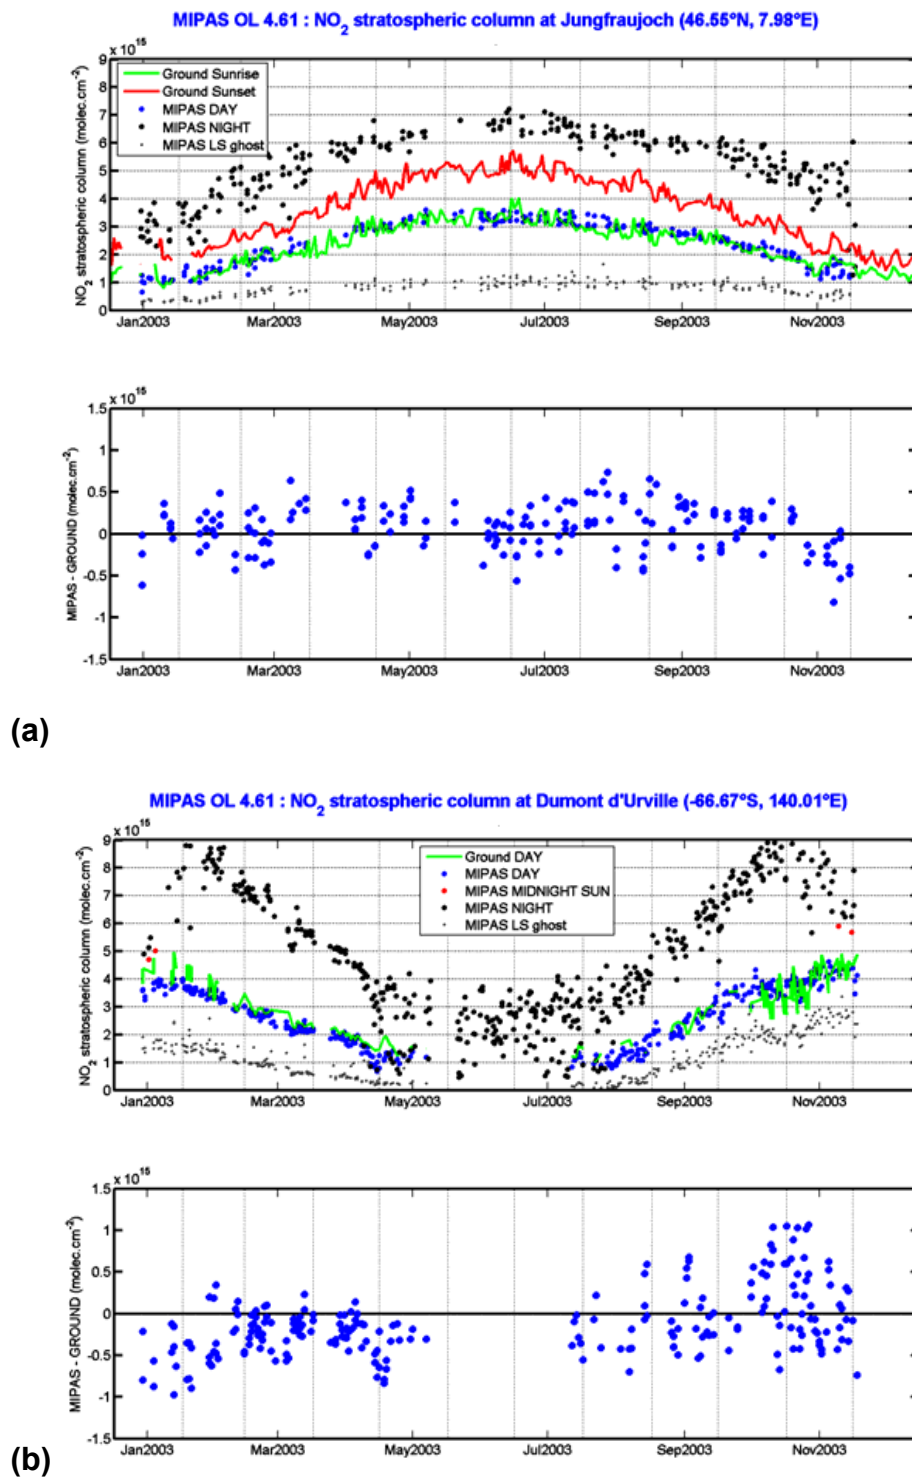 MIPAS OL 4.61 : NO2 stratospheric column at Jungfraujoch (46.55ºN, 7.98ºE)
x 10^15
NO2 stratospheric column (molec.cm-2)
9
8
7
6
5
4
3
2
1
0
Ground Sunrise
Ground Sunset
MIPAS DAY
MIPAS NIGHT
MIPAS LS ghost
Jan2003 Mar2003 May2003 Jul2003 Sep2003 Nov2003
x 10^15
MIPAS - GROUND (molec.cm-2)
1.5
1
0.5
0
-0.5
-1
-1.5
Jan2003 Mar2003 May2003 Jul2003 Sep2003 Nov2003
(a)
MIPAS OL 4.61 : NO2 stratospheric column at Dumont d'Urville (-66.67ºS, 140.01ºE)
x 10^15
NO2 stratospheric column (molec.cm-2)
9
8
7
6
5
4
3
2
1
0
Ground DAY
MIPAS DAY
MIPAS MIDNIGHT SUN
MIPAS NIGHT
MIPAS LS ghost
Jan2003 Mar2003 May2003 Jul2003 Sep2003 Nov2003
x 10^15
MIPAS - GROUND (molec.cm-2)
1.5
1
0.5
0
-0.5
-1
-1.5
Jan2003 Mar2003 May2003 Jul2003 Sep2003 Nov2003
(b)